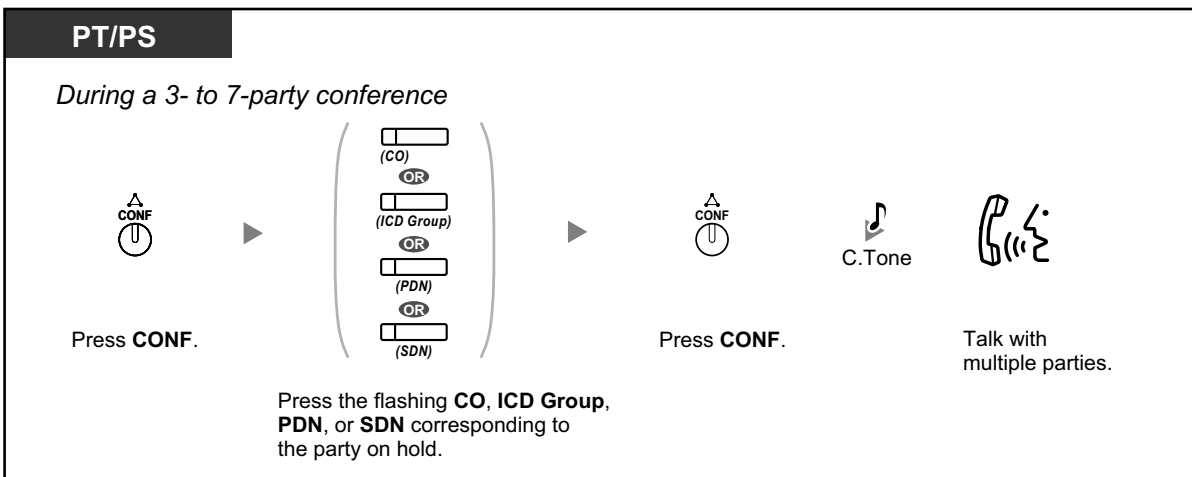 PT/PS
During a 3- to 7-party conference
CONF
Press CONF.
(CO)
OR
(ICD Group)
OR
(PDN)
OR
(SDN)
Press the flashing CO, ICD Group,
PDN, or SDN corresponding to
the party on hold.
CONF
Press CONF.
C.Tone
Talk with
multiple parties.